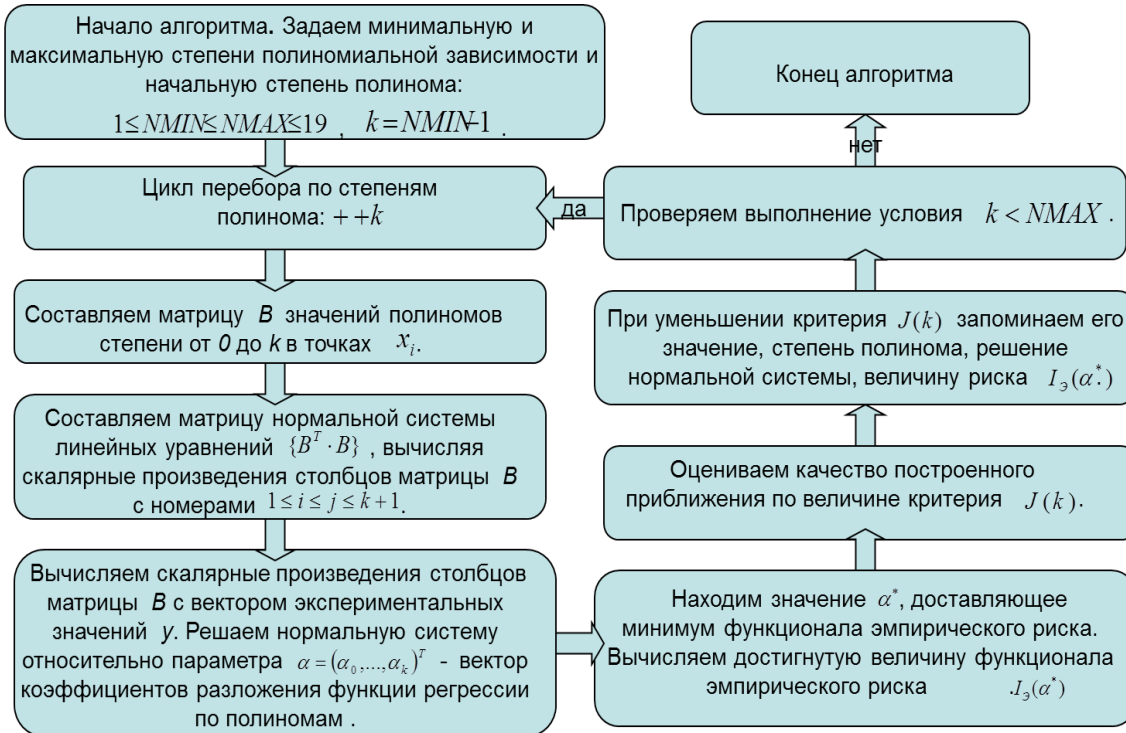 Начало алгоритма. Задаем минимальную и
максимальную степени полиномиальной зависимости и
начальную степень полинома:
1≤NMIN≤NMAX≤19 , k=NMIN-1 .
Цикл перебора по степеням
полинома: ++k
Составляем матрицу B значений полиномов
степени от 0 до k в точках x_i.
Составляем матрицу нормальной системы
линейных уравнений {B^T · B} , вычисляя
скалярные произведения столбцов матрицы B
с номерами 1 ≤ i ≤ j ≤ k + 1.
Вычисляем скалярные произведения столбцов
матрицы B с вектором экспериментальных
значений y. Решаем нормальную систему
относительно параметра α = (α_0,...,α_k)^T - вектор
коэффициентов разложения функции регрессии
по полиномам .
Находим значение α*, доставляющее
минимум функционала эмпирического риска.
Вычисляем достигнутую величину функционала
эмпирического риска .I_Э(α*)
Оцениваем качество построенного
приближения по величине критерия J(k).
При уменьшении критерия J(k) запоминаем его
значение, степень полинома, решение
нормальной системы, величину риска I_Э(α*.)
Проверяем выполнение условия k < NMAX .
да
нет
Конец алгоритма